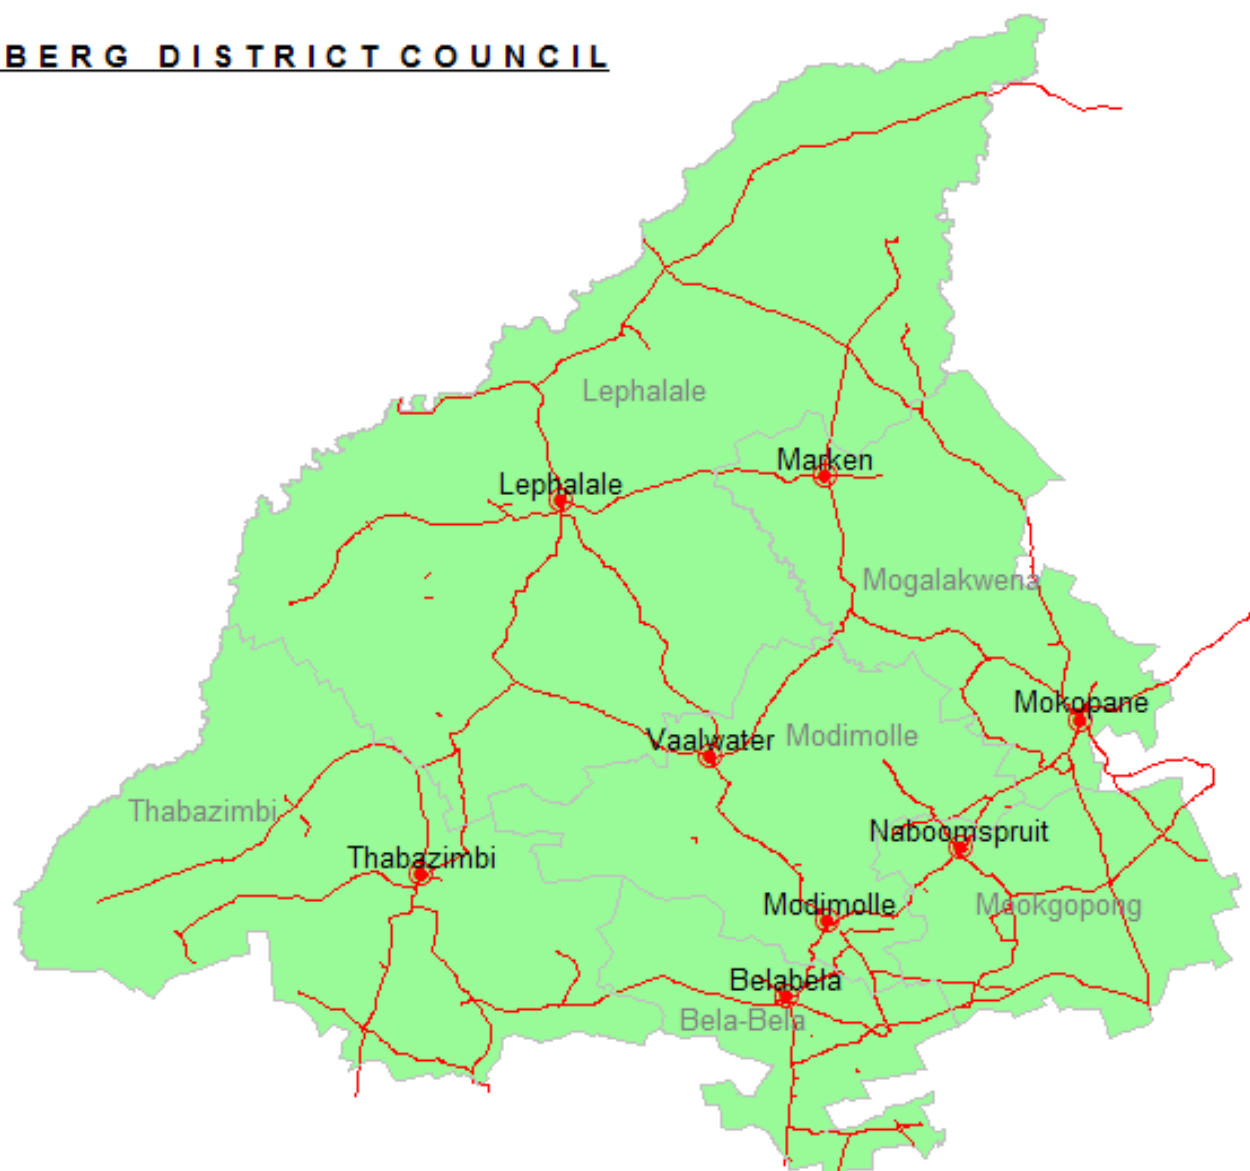 BERG DISTRICT COUNCIL
Lephalale
Marken
Lephalale
Mogalakwena
Mokopane
Vaalwater
Modimolle
Thabazimbi
Naboomspruit
Thabazimbi
Modimolle
Mookgopong
Belabela
Bela-Bela